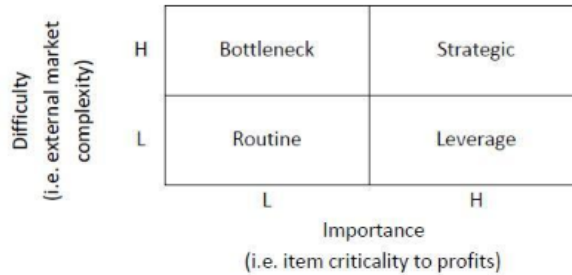 Difficulty
(i.e. external market
complexity)
H
Bottleneck
Strategic
L
Routine
Leverage
L
H
Importance
(i.e. item criticality to profits)